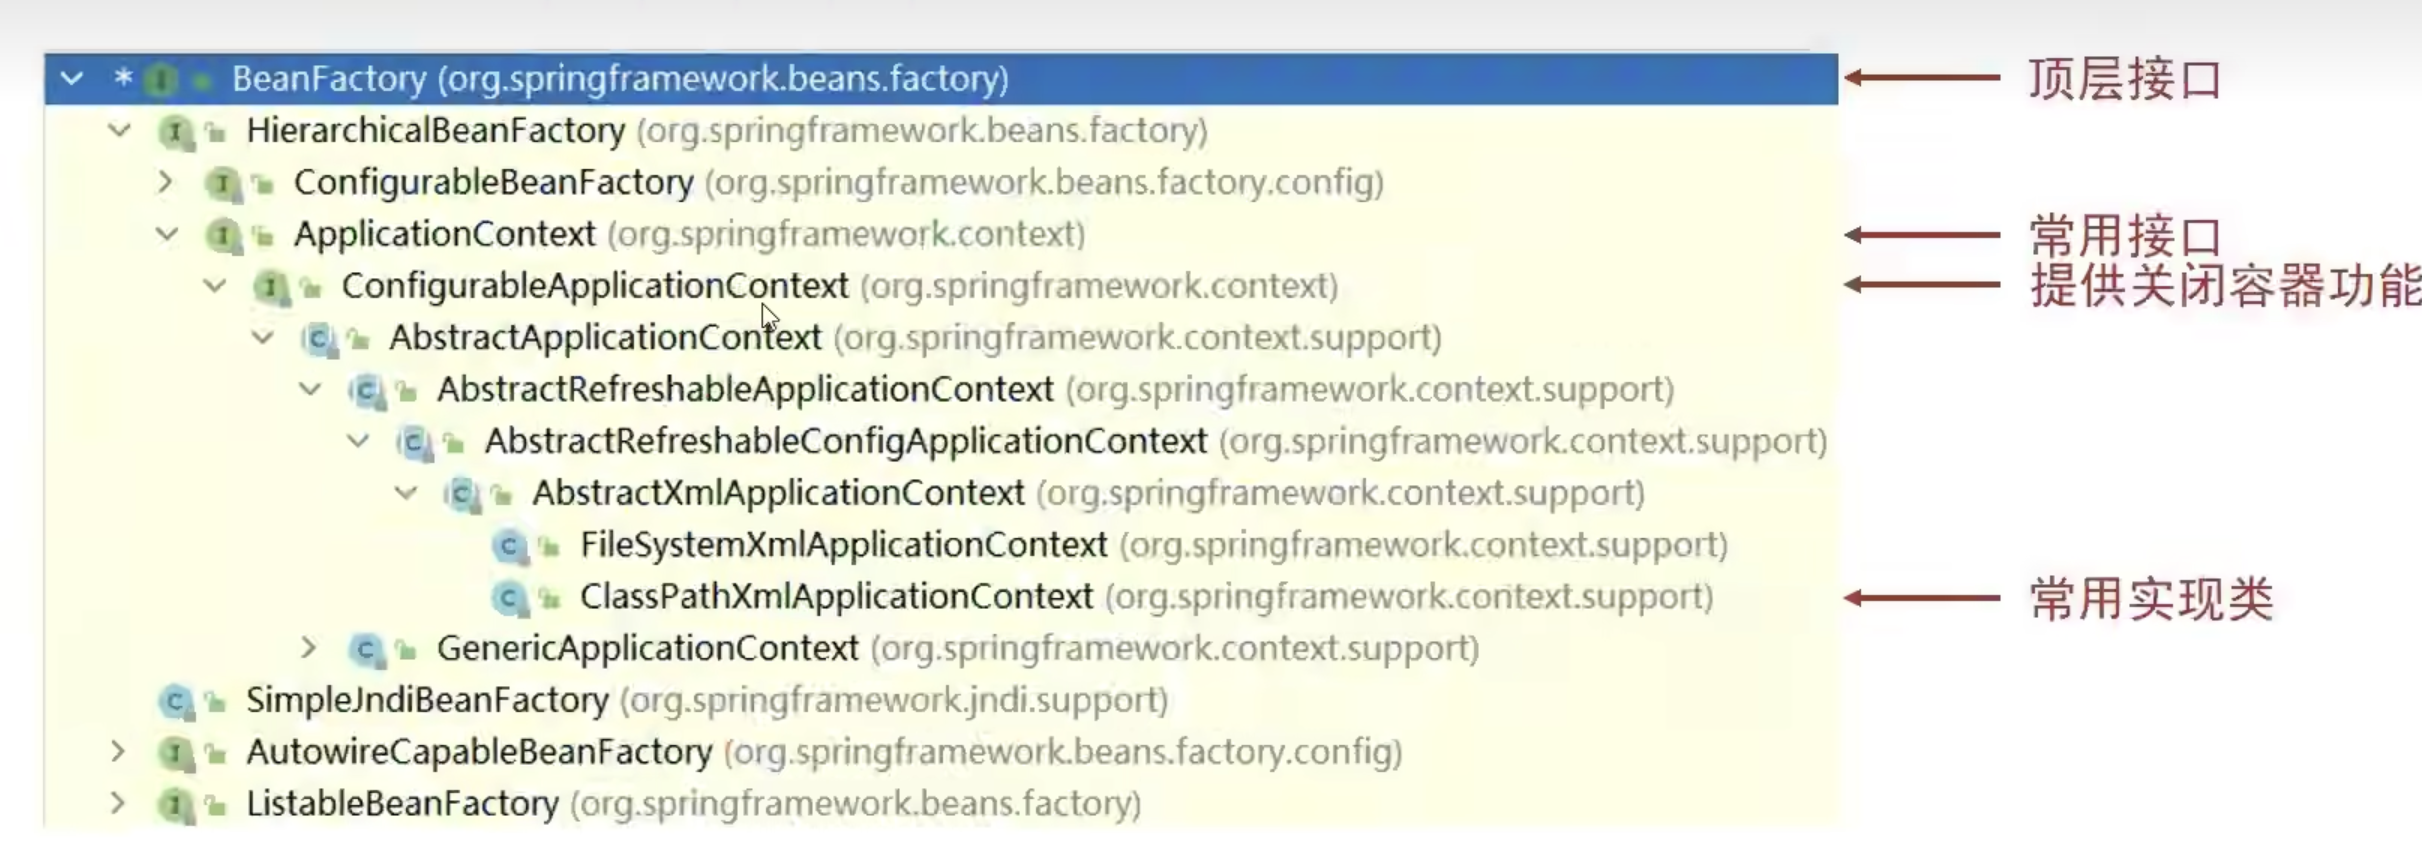 * BeanFactory (org.springframework.beans.factory) 顶层接口
HierarchicalBeanFactory (org.springframework.beans.factory)
ConfigurableBeanFactory (org.springframework.beans.factory.config)
ApplicationContext (org.springframework.context) 常用接口
ConfigurableApplicationContext (org.springframework.context) 提供关闭容器功能
AbstractApplicationContext (org.springframework.context.support)
AbstractRefreshableApplicationContext (org.springframework.context.support)
AbstractRefreshableConfigApplicationContext (org.springframework.context.support)
AbstractXmlApplicationContext (org.springframework.context.support)
FileSystemXmlApplicationContext (org.springframework.context.support)
ClassPathXmlApplicationContext (org.springframework.context.support) 常用实现类
GenericApplicationContext (org.springframework.context.support)
SimpleJndiBeanFactory (org.springframework.jndi.support)
AutowireCapableBeanFactory (org.springframework.beans.factory.config)
ListableBeanFactory (org.springframework.beans.factory)